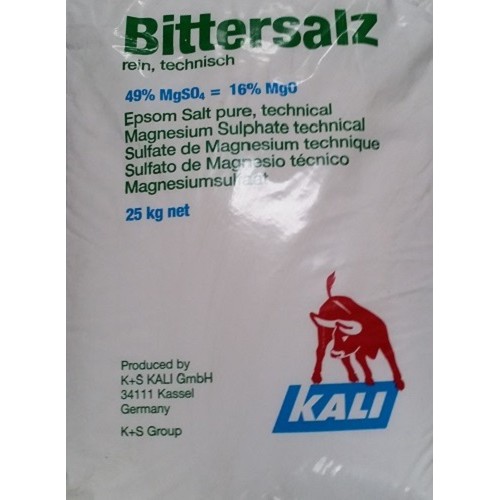 Bittersalz
rein, technisch
49% MgSO₄ = 16% MgO
Epsom Salt pure, technical
Magnesium Sulphate technical
Sulfate de Magnesium technique
Sulfato de Magnesio técnico
Magnesiumsulfaat
25 kg net
Produced by
K+S KALI GmbH
34111 Kassel
Germany
K+S Group
KALI